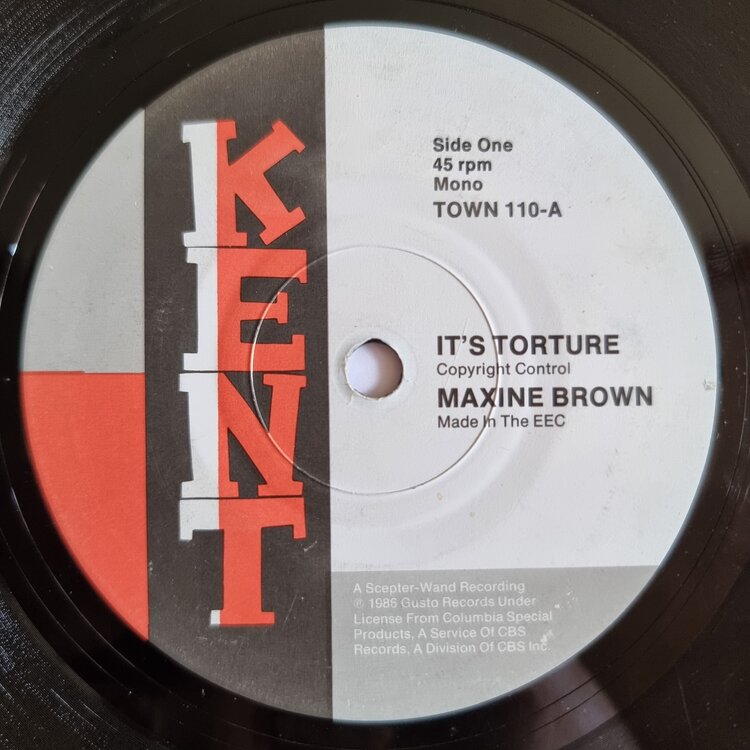 KENT
Side One
45 rpm
Mono
TOWN 110-A
IT'S TORTURE
Copyright Control
MAXINE BROWN
Made In The EEC
A Scepter-Wand Recording
℗ 1986 Gusto Records Under
License From Columbia Special
Products, A Service Of CBS
Records, A Division Of CBS Inc.